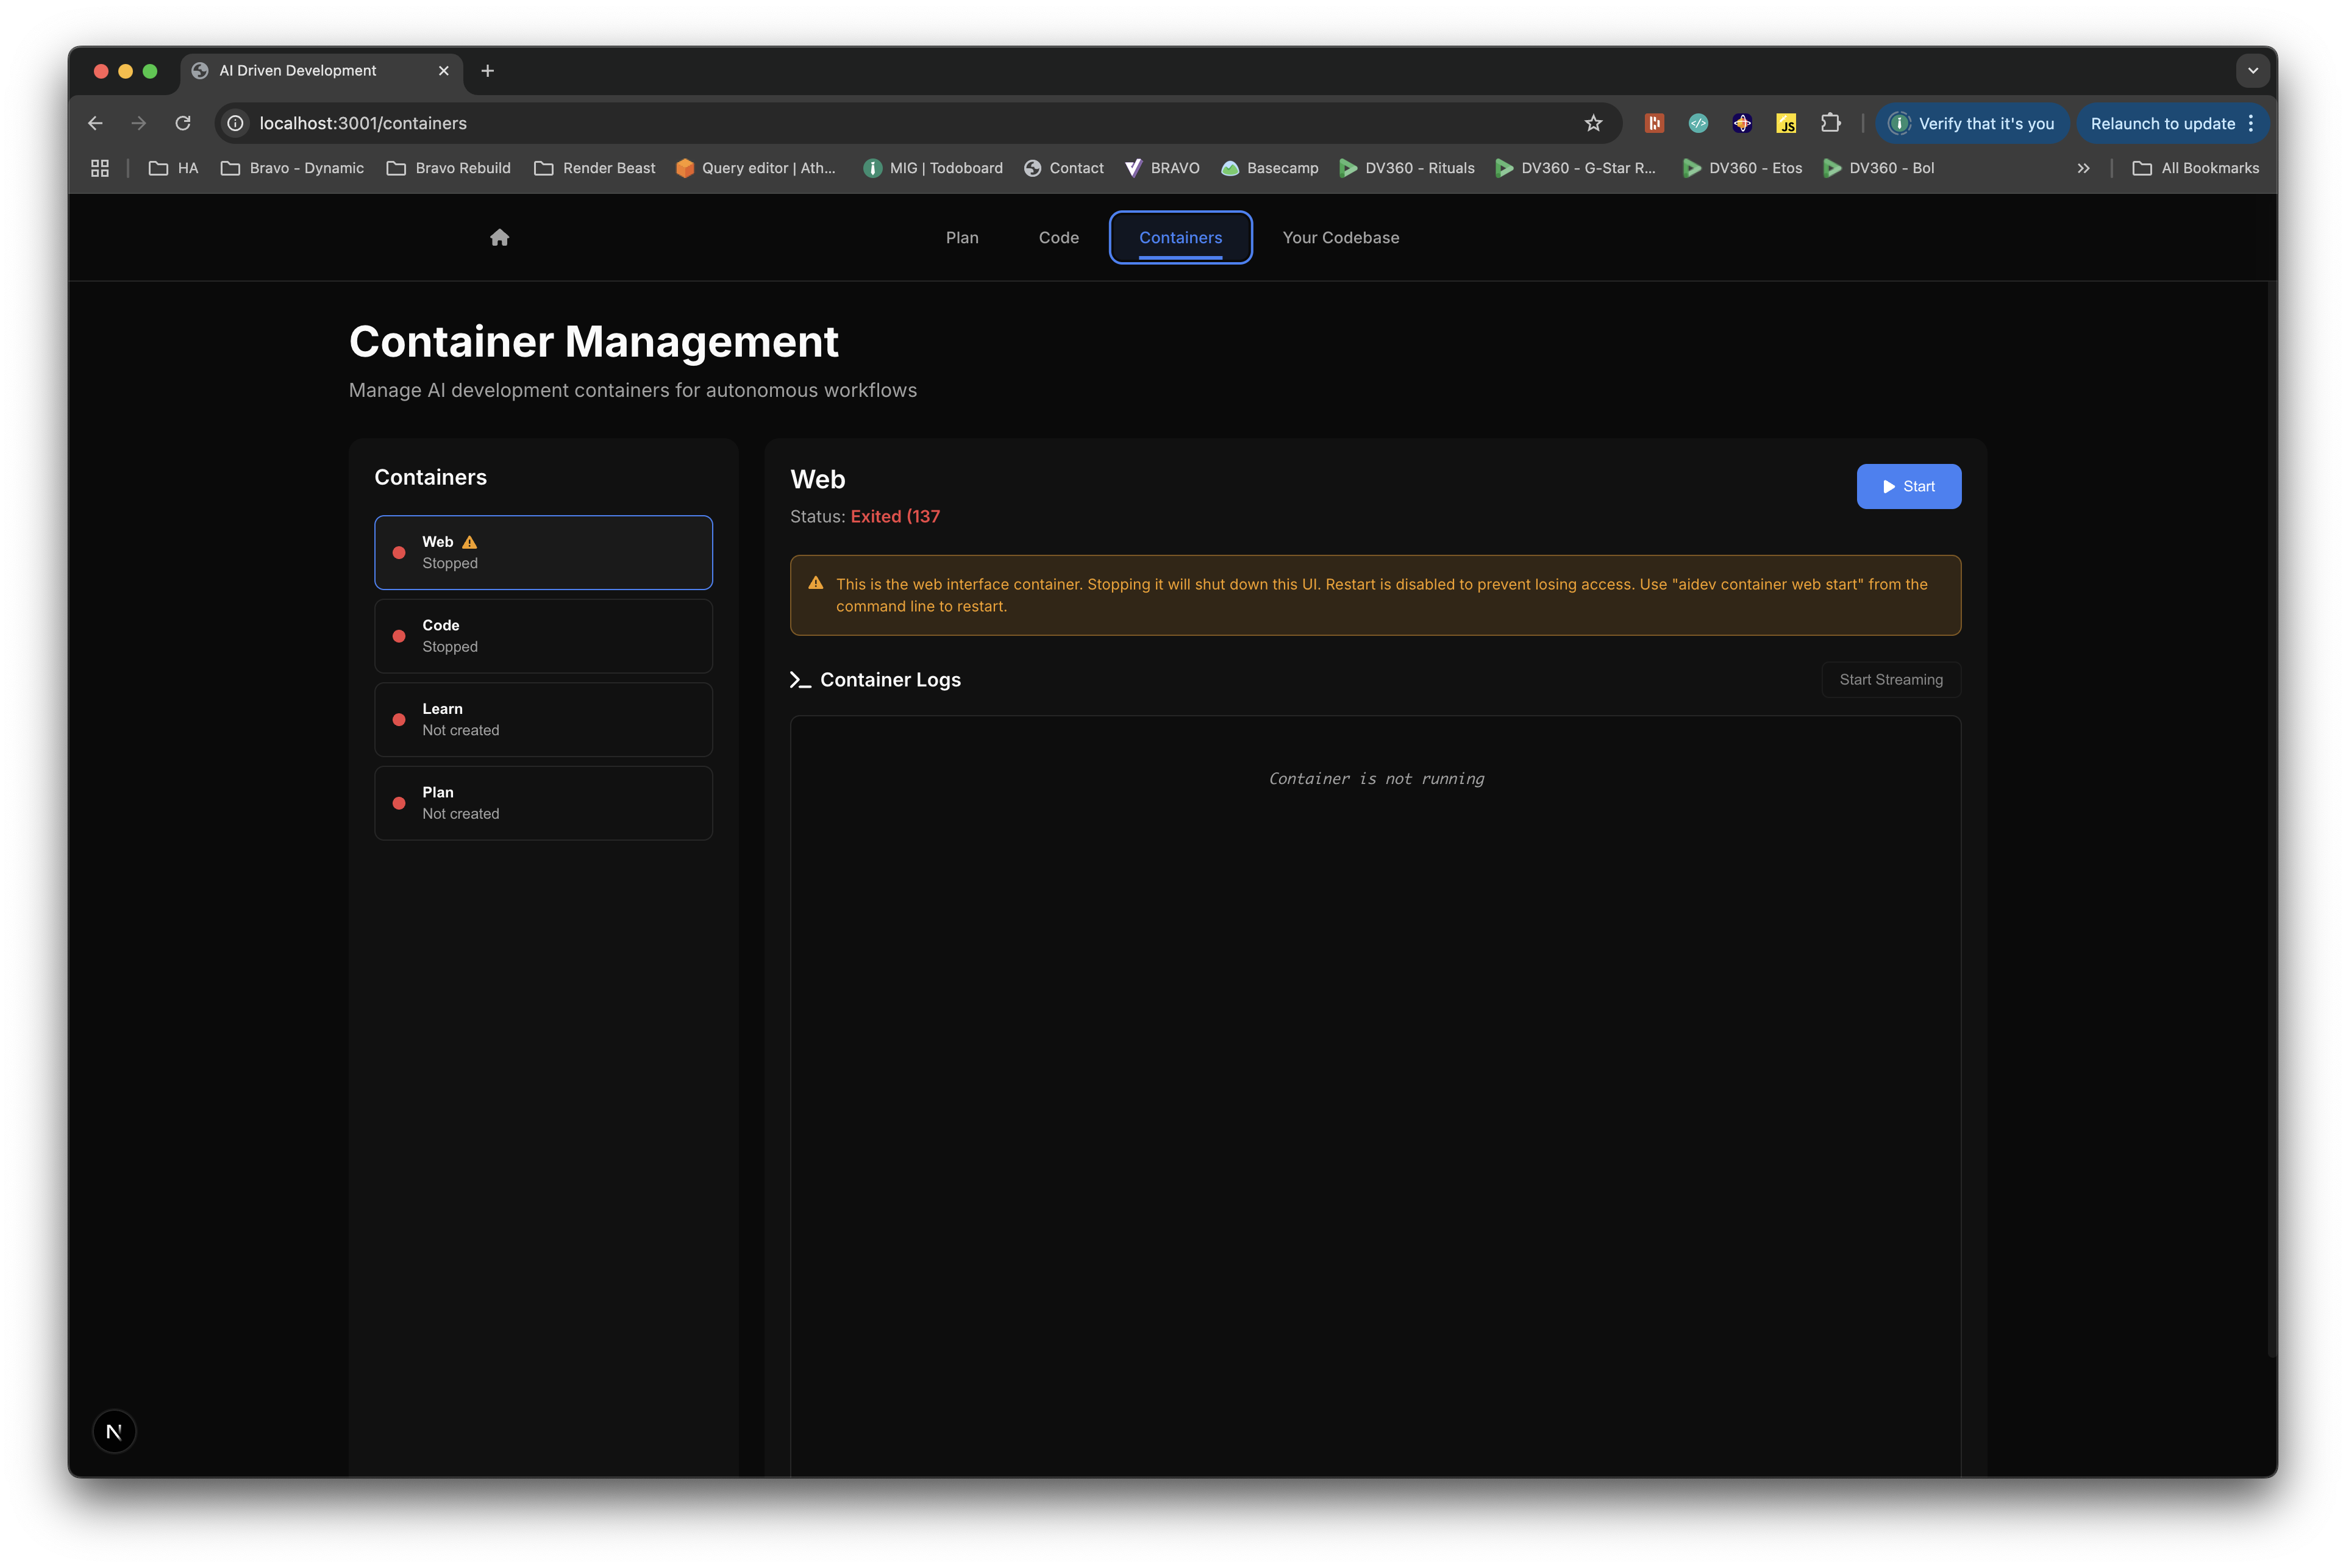 AI Driven Development
localhost:3001/containers
Verify that it's you
Relaunch to update
HA
Bravo - Dynamic
Bravo Rebuild
Render Beast
Query editor | Ath...
MIG | Todoboard
Contact
BRAVO
Basecamp
DV360 - Rituals
DV360 - G-Star R...
DV360 - Etos
DV360 - Bol
All Bookmarks
Plan
Code
Containers
Your Codebase
Container Management
Manage AI development containers for autonomous workflows
Containers
Web
Stopped
Code
Stopped
Learn
Not created
Plan
Not created
Web
Status: Exited (137
Start
This is the web interface container. Stopping it will shut down this UI. Restart is disabled to prevent losing access. Use "aidev container web start" from the
command line to restart.
Container Logs
Start Streaming
Container is not running
N